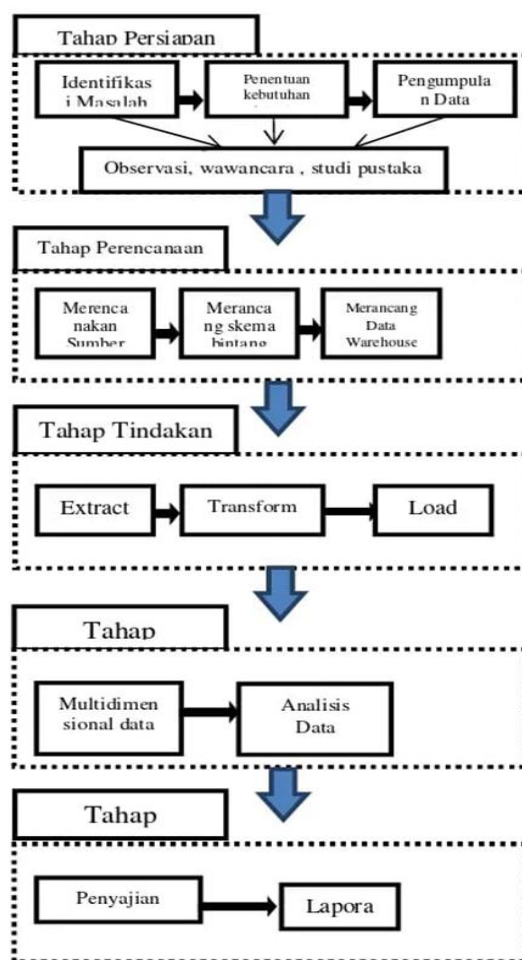 Tahap Persiapan
Identifikas
i Masalah
Penentuan
kebutuhan
Pengumpula
n Data
Observasi, wawancara , studi pustaka
Tahap Perencanaan
Merenca
nakan
Sumber
Meranca
ng skema
bintang
Merancang
Data
Warehouse
Tahap Tindakan
Extract
Transform
Load
Tahap
Multidimen
sional data
Analisis
Data
Tahap
Penyajian
Lapora